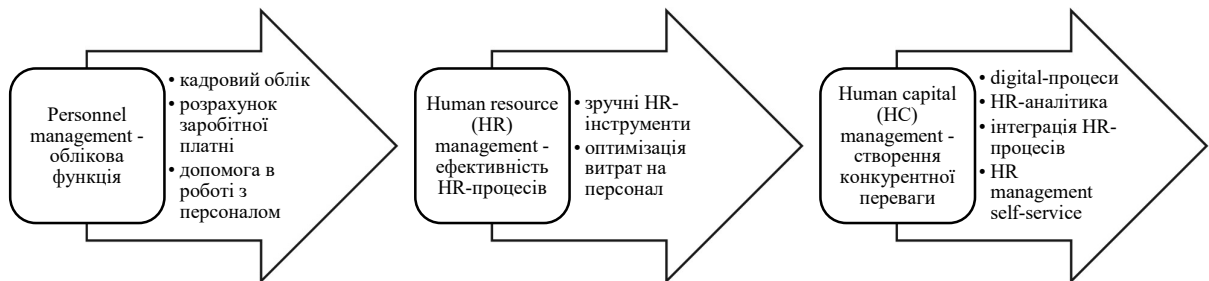 Personnel
management -
облікова
функція
• кадровий облік
• розрахунок
заробітної
платні
• допомога в
роботі з
персоналом
Human resource
(HR)
management -
ефективність
HR-процесів
• зручні HR-
інструменти
• оптимізація
витрат на
персонал
Human capital
(HC)
management -
створення
конкурентної
переваги
• digital-процеси
• HR-аналітика
• інтеграція HR-
процесів
• HR
management
self-service